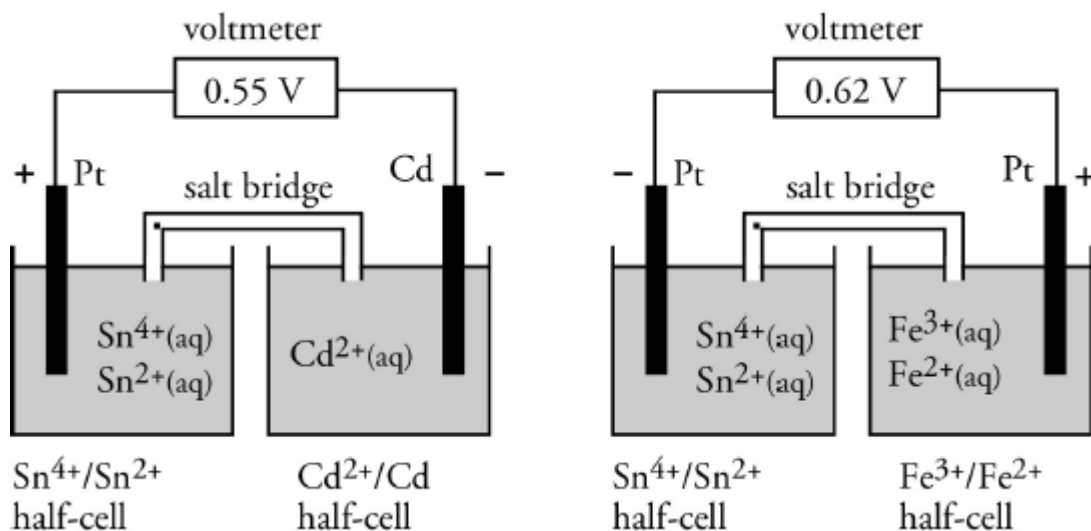 voltmeter
0.55 V
+ Pt
Cd –
salt bridge
Sn⁴⁺(aq)
Sn²⁺(aq)
Cd²⁺(aq)
Sn⁴⁺/Sn²⁺
half-cell
Cd²⁺/Cd
half-cell
voltmeter
0.62 V
– Pt
Pt +
salt bridge
Sn⁴⁺(aq)
Sn²⁺(aq)
Fe³⁺(aq)
Fe²⁺(aq)
Sn⁴⁺/Sn²⁺
half-cell
Fe³⁺/Fe²⁺
half-cell